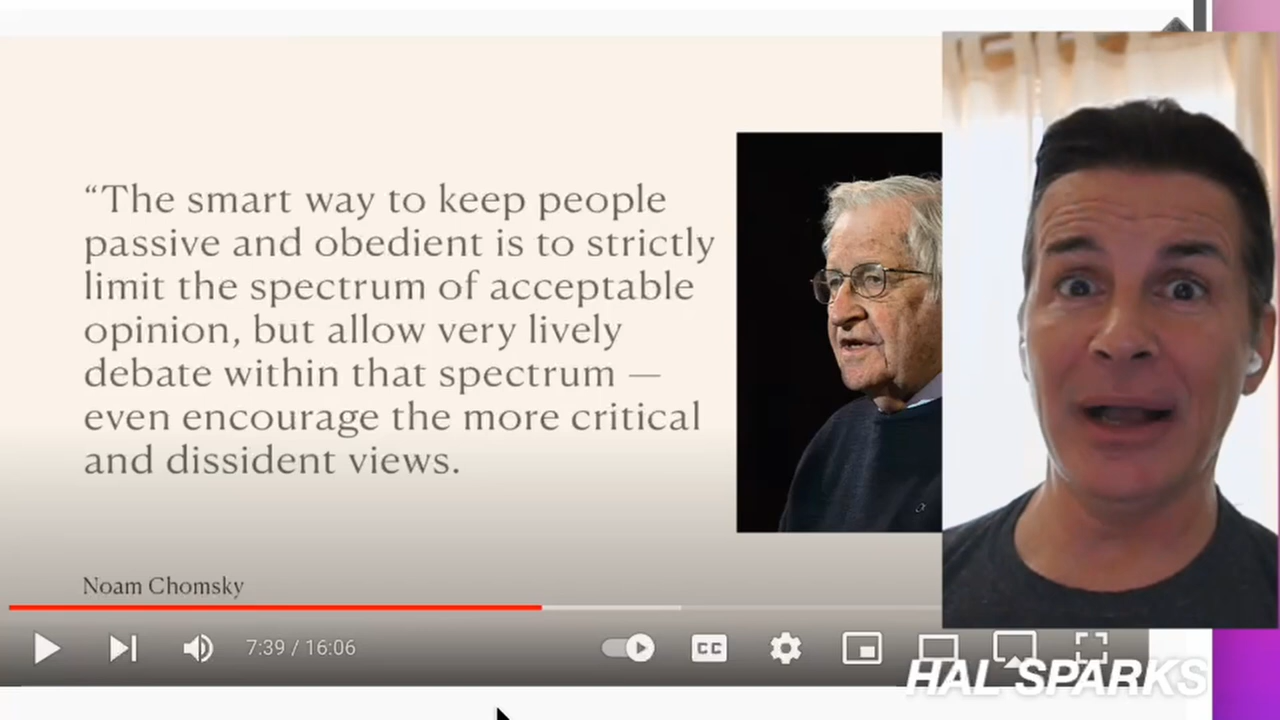 “The smart way to keep people
passive and obedient is to strictly
limit the spectrum of acceptable
opinion, but allow very lively
debate within that spectrum —
even encourage the more critical
and dissident views.
Noam Chomsky
7:39 / 16:06
CC
HAL SPARKS